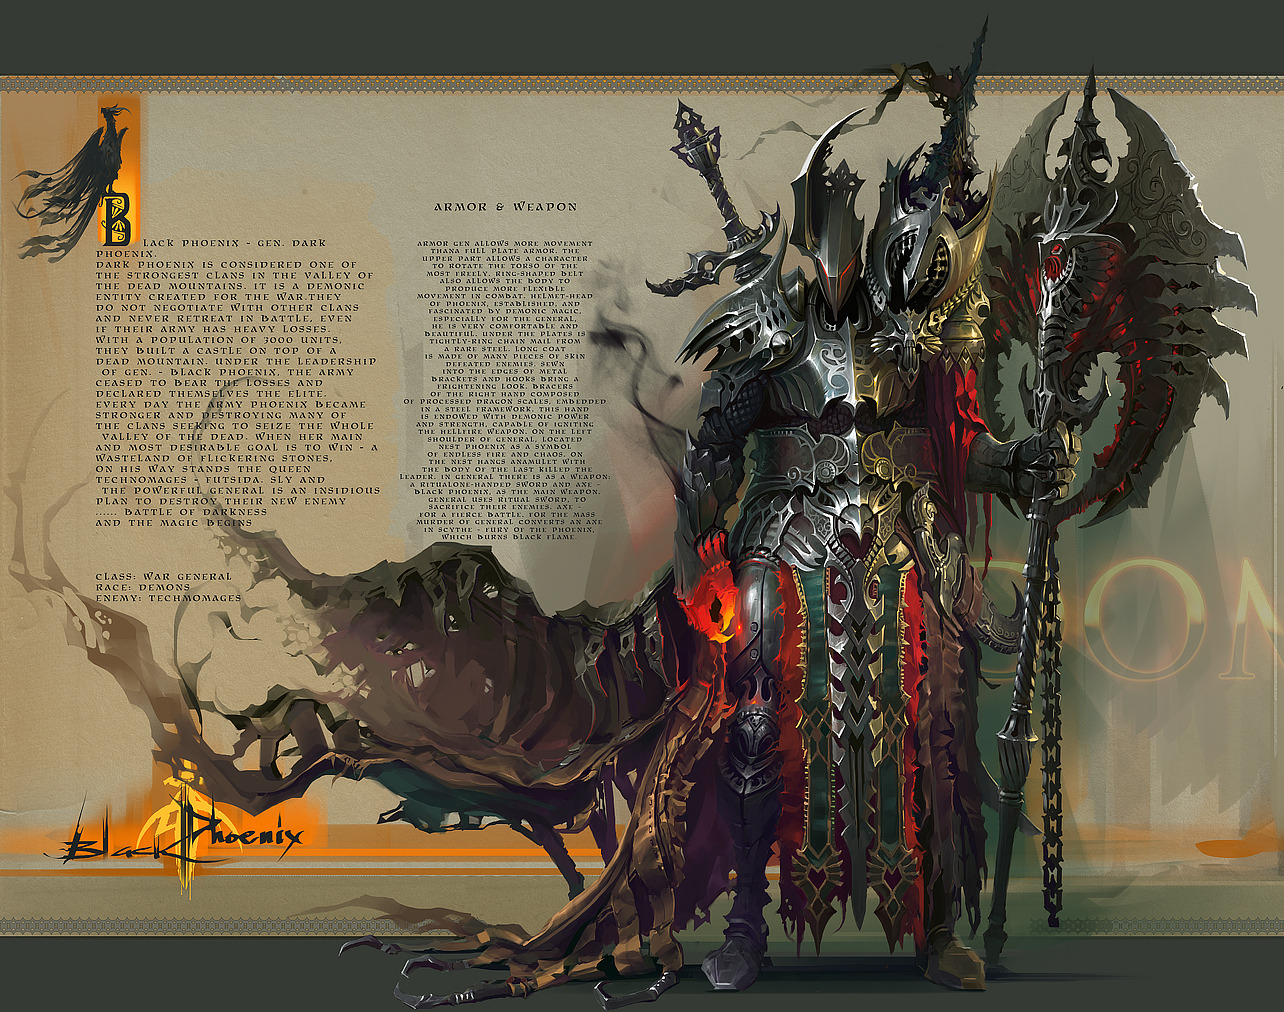 BLACK PHOENIX - GEN. DARK
PHOENIX.
DARK PHOENIX IS CONSIDERED ONE OF
THE STRONGEST CLANS IN THE VALLEY OF
THE DEAD MOUNTAINS. IT IS A DEMONIC
ENTITY CREATED FOR THE WAR.THEY
DO NOT NEGOTIATE WITH OTHER CLANS
AND NEVER RETREAT IN BATTLE, EVEN
IF THEIR ARMY HAS HEAVY LOSSES.
WITH A POPULATION OF 3000 UNITS,
THEY BUILT A CASTLE ON TOP OF A
DEAD MOUNTAIN. UNDER THE LEADERSHIP
OF GEN. - BLACK PHOENIX, THE ARMY
CEASED TO BEAR THE LOSSES AND
DECLARED THEMSELVES THE ELITE.
EVERY DAY THE ARMY PHOENIX BECAME
STRONGER AND DESTROYING MANY OF
THE CLANS SEEKING TO SEIZE THE WHOLE
VALLEY OF THE DEAD. WHEN HER MAIN
AND MOST DESIRABLE GOAL IS TO WIN - A
WASTELAND OF FLICKERING STONES,
ON HIS WAY STANDS THE QUEEN
TECHNOMAGES - FUTSIDA. SLY AND
THE POWERFUL GENERAL IS AN INSIDIOUS
PLAN TO DESTROY THEIR NEW ENEMY
...... BATTLE OF DARKNESS
AND THE MAGIC BEGINS
CLASS: WAR GENERAL
RACE: DEMONS
ENEMY: TECHMOMAGES
ARMOR & WEAPON
ARMOR GEN ALLOWS MORE MOVEMENT
THANA FULL PLATE ARMOR. THE
UPPER PART ALLOWS A CHARACTER
TO ROTATE THE TORSO OF THE
MOST FREELY. RING-SHAPED BELT
ALSO ALLOWS THE BODY TO
PRODUCE MORE FLEXIBLE
MOVEMENT IN COMBAT. HELMET-HEAD
OF PHOENIX, ESTABLISHED, AND
FASCINATED BY DEMONIC MAGIC,
ESPECIALLY FOR THE GENERAL.
HE IS VERY COMFORTABLE AND
BEAUTIFUL. UNDER THE PLATES IS
TIGHTLY-RING CHAIN MAIL FROM
A RARE STEEL. LONG COAT
IS MADE OF MANY PIECES OF SKIN
DEFEATED ENEMIES, SEWN
INTO THE EDGES OF METAL
BRACKETS AND HOOKS BRING A
FRIGHTENING LOOK. BRACERS
OF THE RIGHT HAND COMPOSED
OF PROCESSED DRAGON SCALES, EMBEDDED
IN A STEEL FRAMEWORK. THIS HAND
IS ENDOWED WITH DEMONIC POWER
AND STRENGTH, CAPABLE OF IGNITING
THE HELLFIRE WEAPON. ON THE LEFT
SHOULDER OF GENERAL, LOCATED
NEST PHOENIX AS A SYMBOL
OF ENDLESS FIRE AND CHAOS. ON
THE NEST HANGS ANAMULET WITH
THE BODY OF THE LAST KILLED THE
LEADER. IN GENERAL THERE IS AS A WEAPON:
A RITUALONE-HANDED SWORD AND AXE -
BLACK PHOENIX, AS THE MAIN WEAPON.
GENERAL USES RITUAL SWORD, TO
SACRIFICE THEIR ENEMIES. AXE -
FOR A FIERCE BATTLE. FOR THE MASS
MURDER OF GENERAL CONVERTS AN AXE
IN SCYTHE - FURY OF THE PHOENIX,
WHICH BURNS BLACK FLAME
Black Phoenix